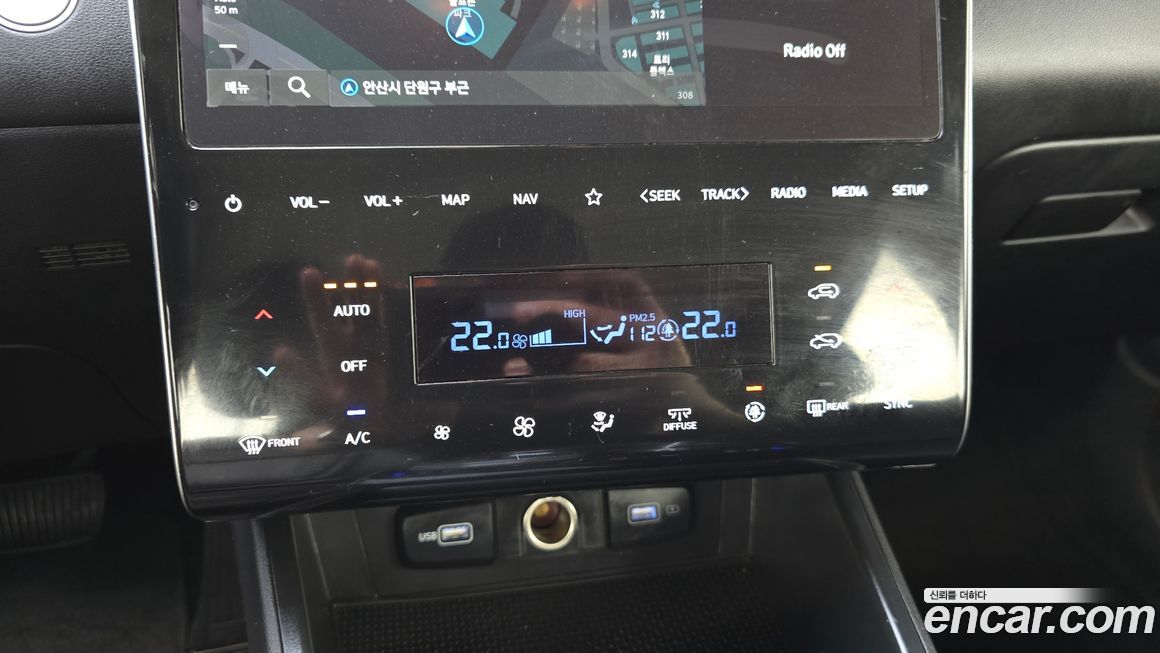 50 m
312
311
314
Radio Off
메뉴
안산시 단원구 부근
308
VOL−
VOL+
MAP
NAV
☆
<SEEK
TRACK>
RADIO
MEDIA
SETUP
AUTO
OFF
22.0
HIGH
PM2.5
112
22.0
FRONT
A/C
DIFFUSE
REAR
SYNC
USB
신뢰를 더하다
encar.com